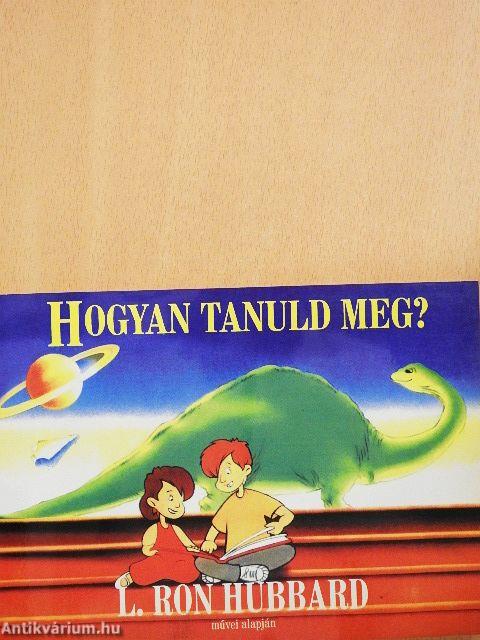 HOGYAN TANULD MEG?
L. RON HUBBARD
művei alapján
Antikvárium.hu